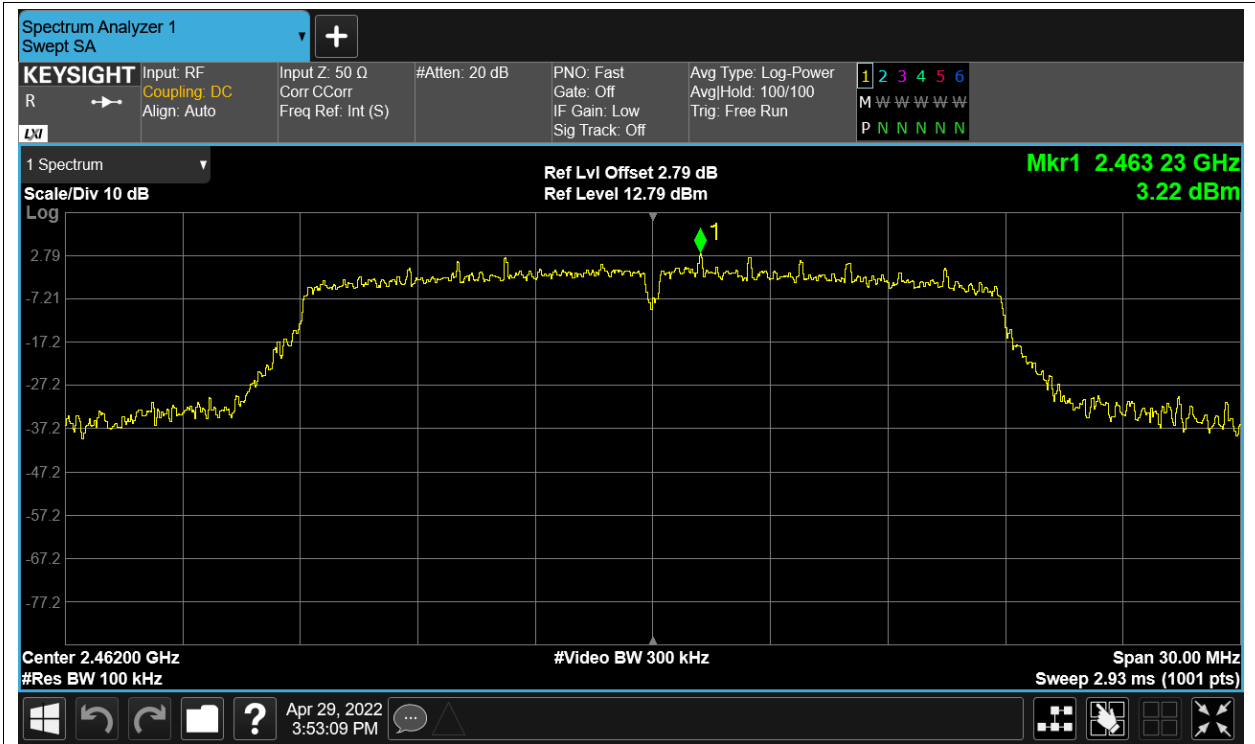 Spectrum Analyzer 1
Swept SA
KEYSIGHT
R
LXI
Input: RF
Coupling: DC
Align: Auto
Input Z: 50 Ω
Corr CCorr
Freq Ref: Int (S)
#Atten: 20 dB
PNO: Fast
Gate: Off
IF Gain: Low
Sig Track: Off
Avg Type: Log-Power
Avg|Hold: 100/100
Trig: Free Run
1 2 3 4 5 6
M W W W W W W
P N N N N N N
1 Spectrum
Scale/Div 10 dB
Log
Ref Lvl Offset 2.79 dB
Ref Level 12.79 dBm
Mkr1 2.463 23 GHz
3.22 dBm
1
2.79
-7.21
-17.2
-27.2
-37.2
-47.2
-57.2
-67.2
-77.2
Center 2.46200 GHz
#Video BW 300 kHz
Span 30.00 MHz
#Res BW 100 kHz
Sweep 2.93 ms (1001 pts)
?
Apr 29, 2022
3:53:09 PM